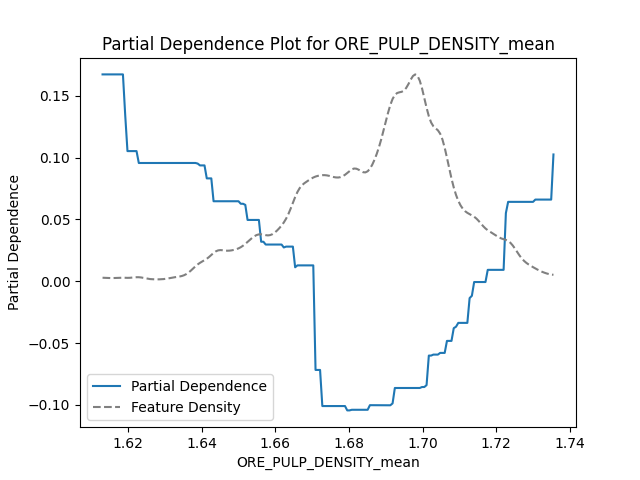 Partial Dependence Plot for ORE_PULP_DENSITY_mean
Partial Dependence
0.15
0.10
0.05
0.00
−0.05
−0.10
Partial Dependence
Feature Density
1.62 1.64 1.66 1.68 1.70 1.72 1.74
ORE_PULP_DENSITY_mean